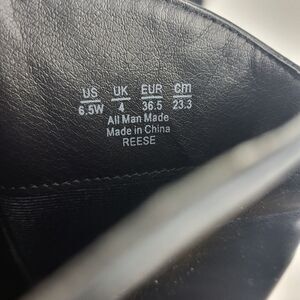 US UK EUR cm
6.5W 4 36.5 23.3
All Man Made
Made in China
REESE